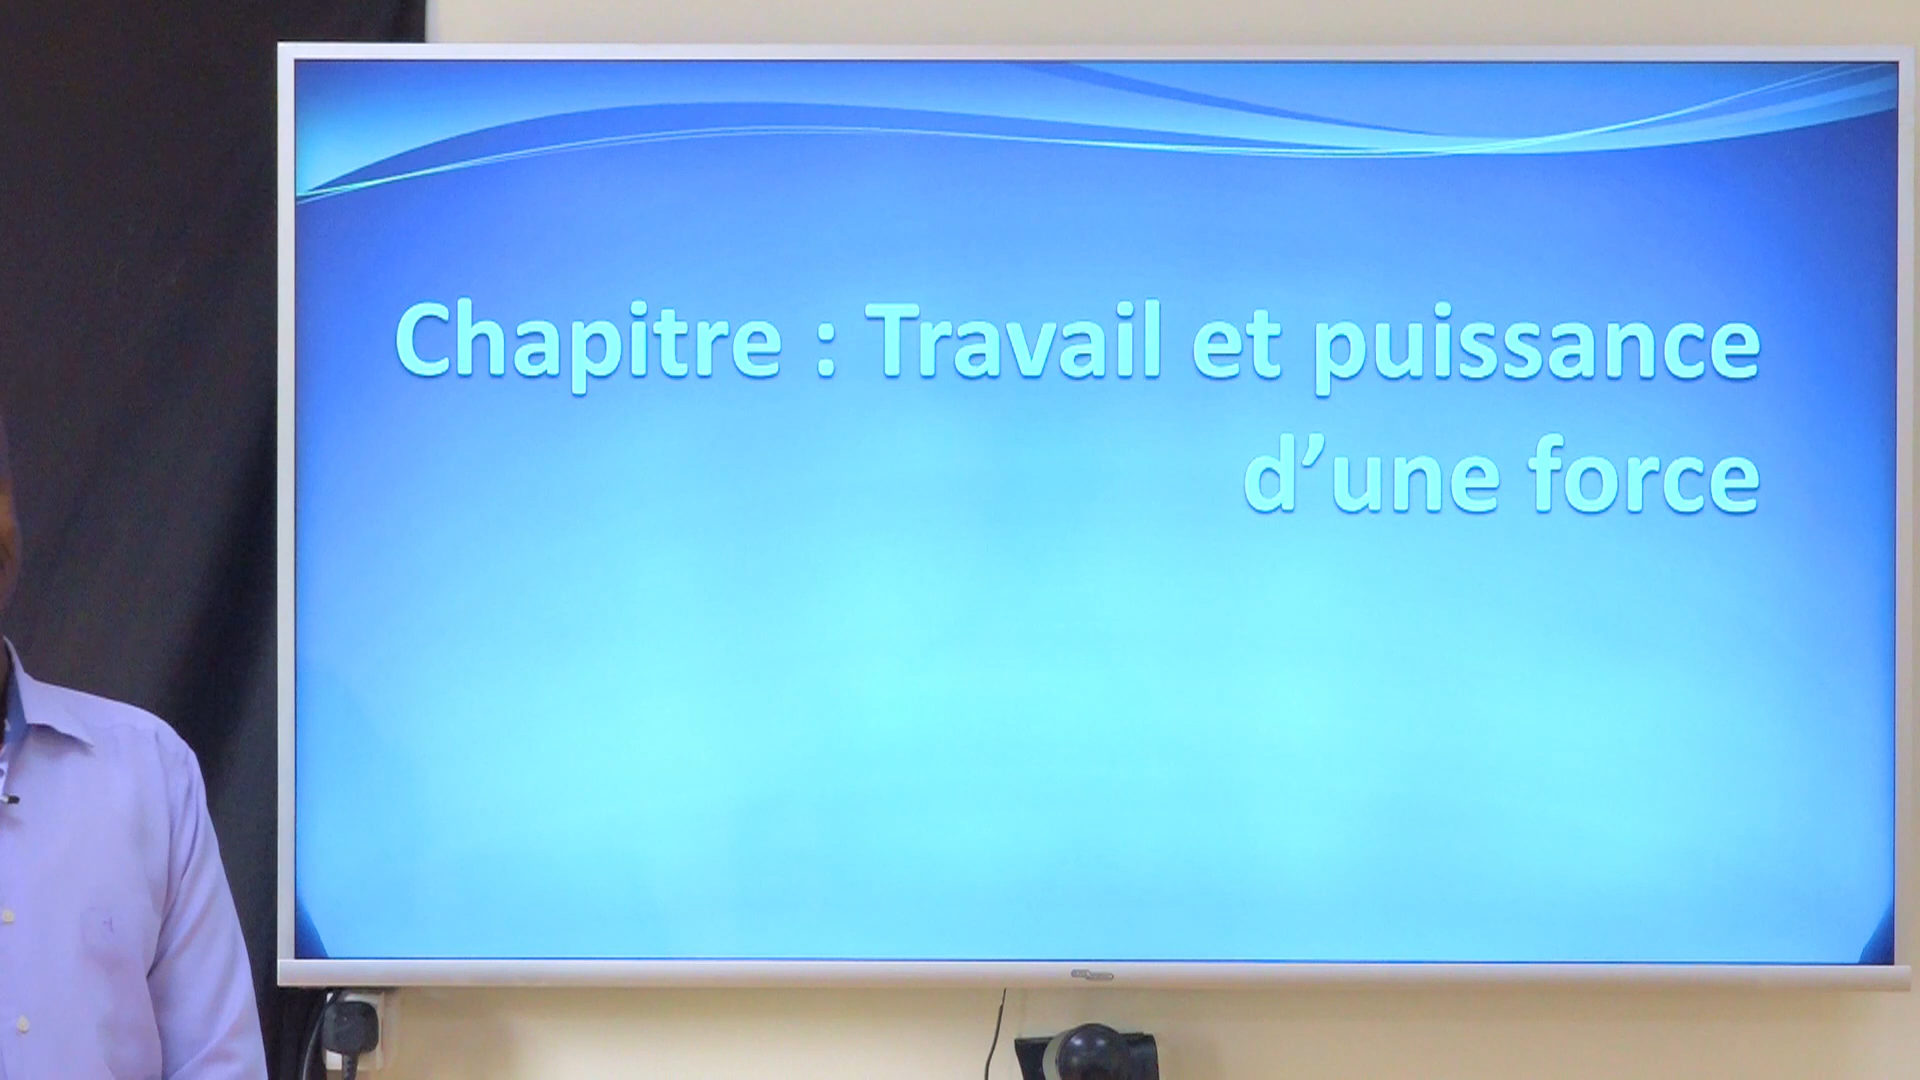 Chapitre : Travail et puissance
d’une force